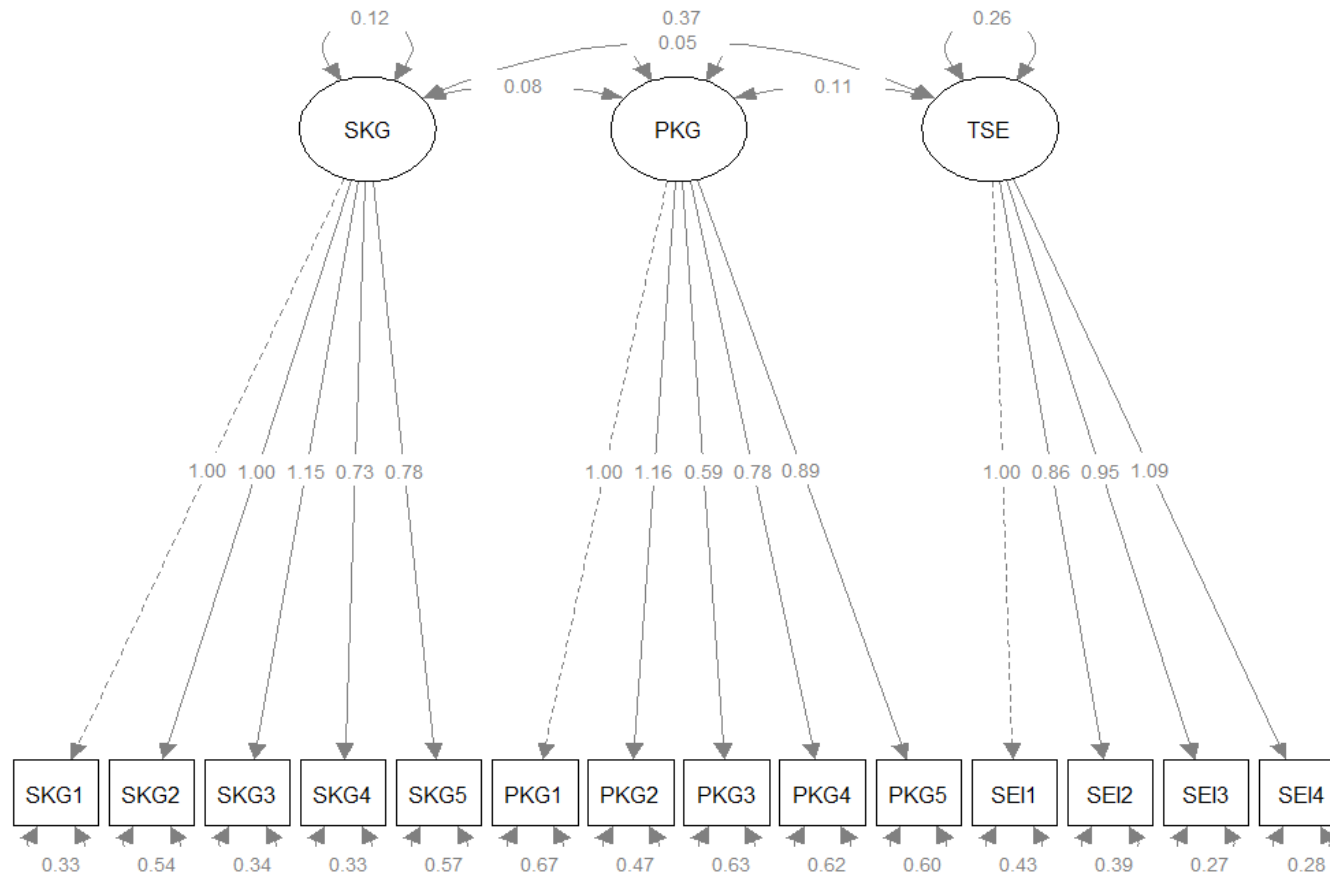 0.12 0.37 0.26
0.05
0.08 0.11
SKG PKG TSE
1.00 1.00 1.15 0.73 0.78 1.00 1.16 0.59 0.78 0.89 1.00 0.86 0.95 1.09
SKG1 SKG2 SKG3 SKG4 SKG5 PKG1 PKG2 PKG3 PKG4 PKG5 SEI1 SEI2 SEI3 SEI4
0.33 0.54 0.34 0.33 0.57 0.67 0.47 0.63 0.62 0.60 0.43 0.39 0.27 0.28